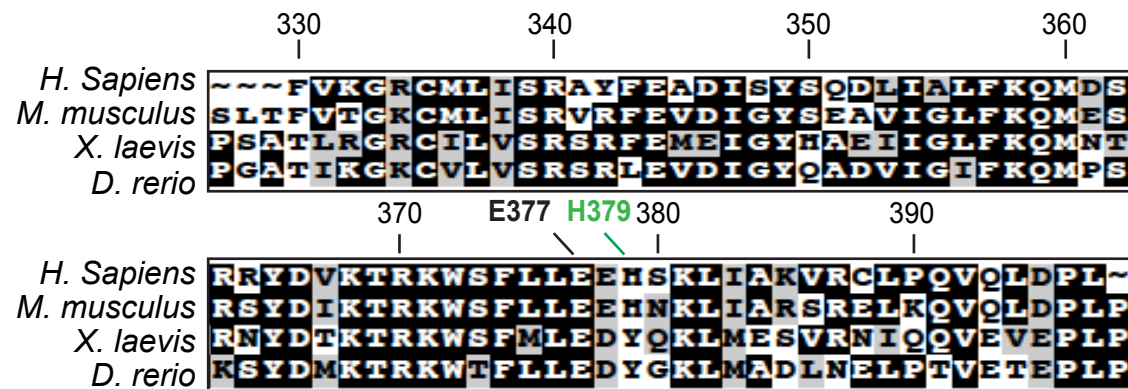 330 340 350 360
H. Sapiens ~~~FVKGRCMLISRAYFEADISYSQDLIALFKQMDS
M. musculus SLTFVTGKCMLISRVRFEVDIGYSEAVIGLFKQMES
X. laevis PSATLRGRCILVSRSRFEMEIGYHAEIIGLFKQMNT
D. rerio PGATIKGKCVLVSRSRLEVDIGYQADVIGIFKQMPS
370 E377 H379 380 390
H. Sapiens RRYDVKTRKWSFLLEEHSKLIAKVRCLPQVQLDPL~
M. musculus RSYDIKTRKWSFLLEEHNKLIARSRELKQVQLDPLP
X. laevis RNYDTKTRKWSFMLEDYQKLMESVRNIQQVEVEPLP
D. rerio KSYDMKTRKWTFLLEDYGKLMADLNELPTVETEPLP